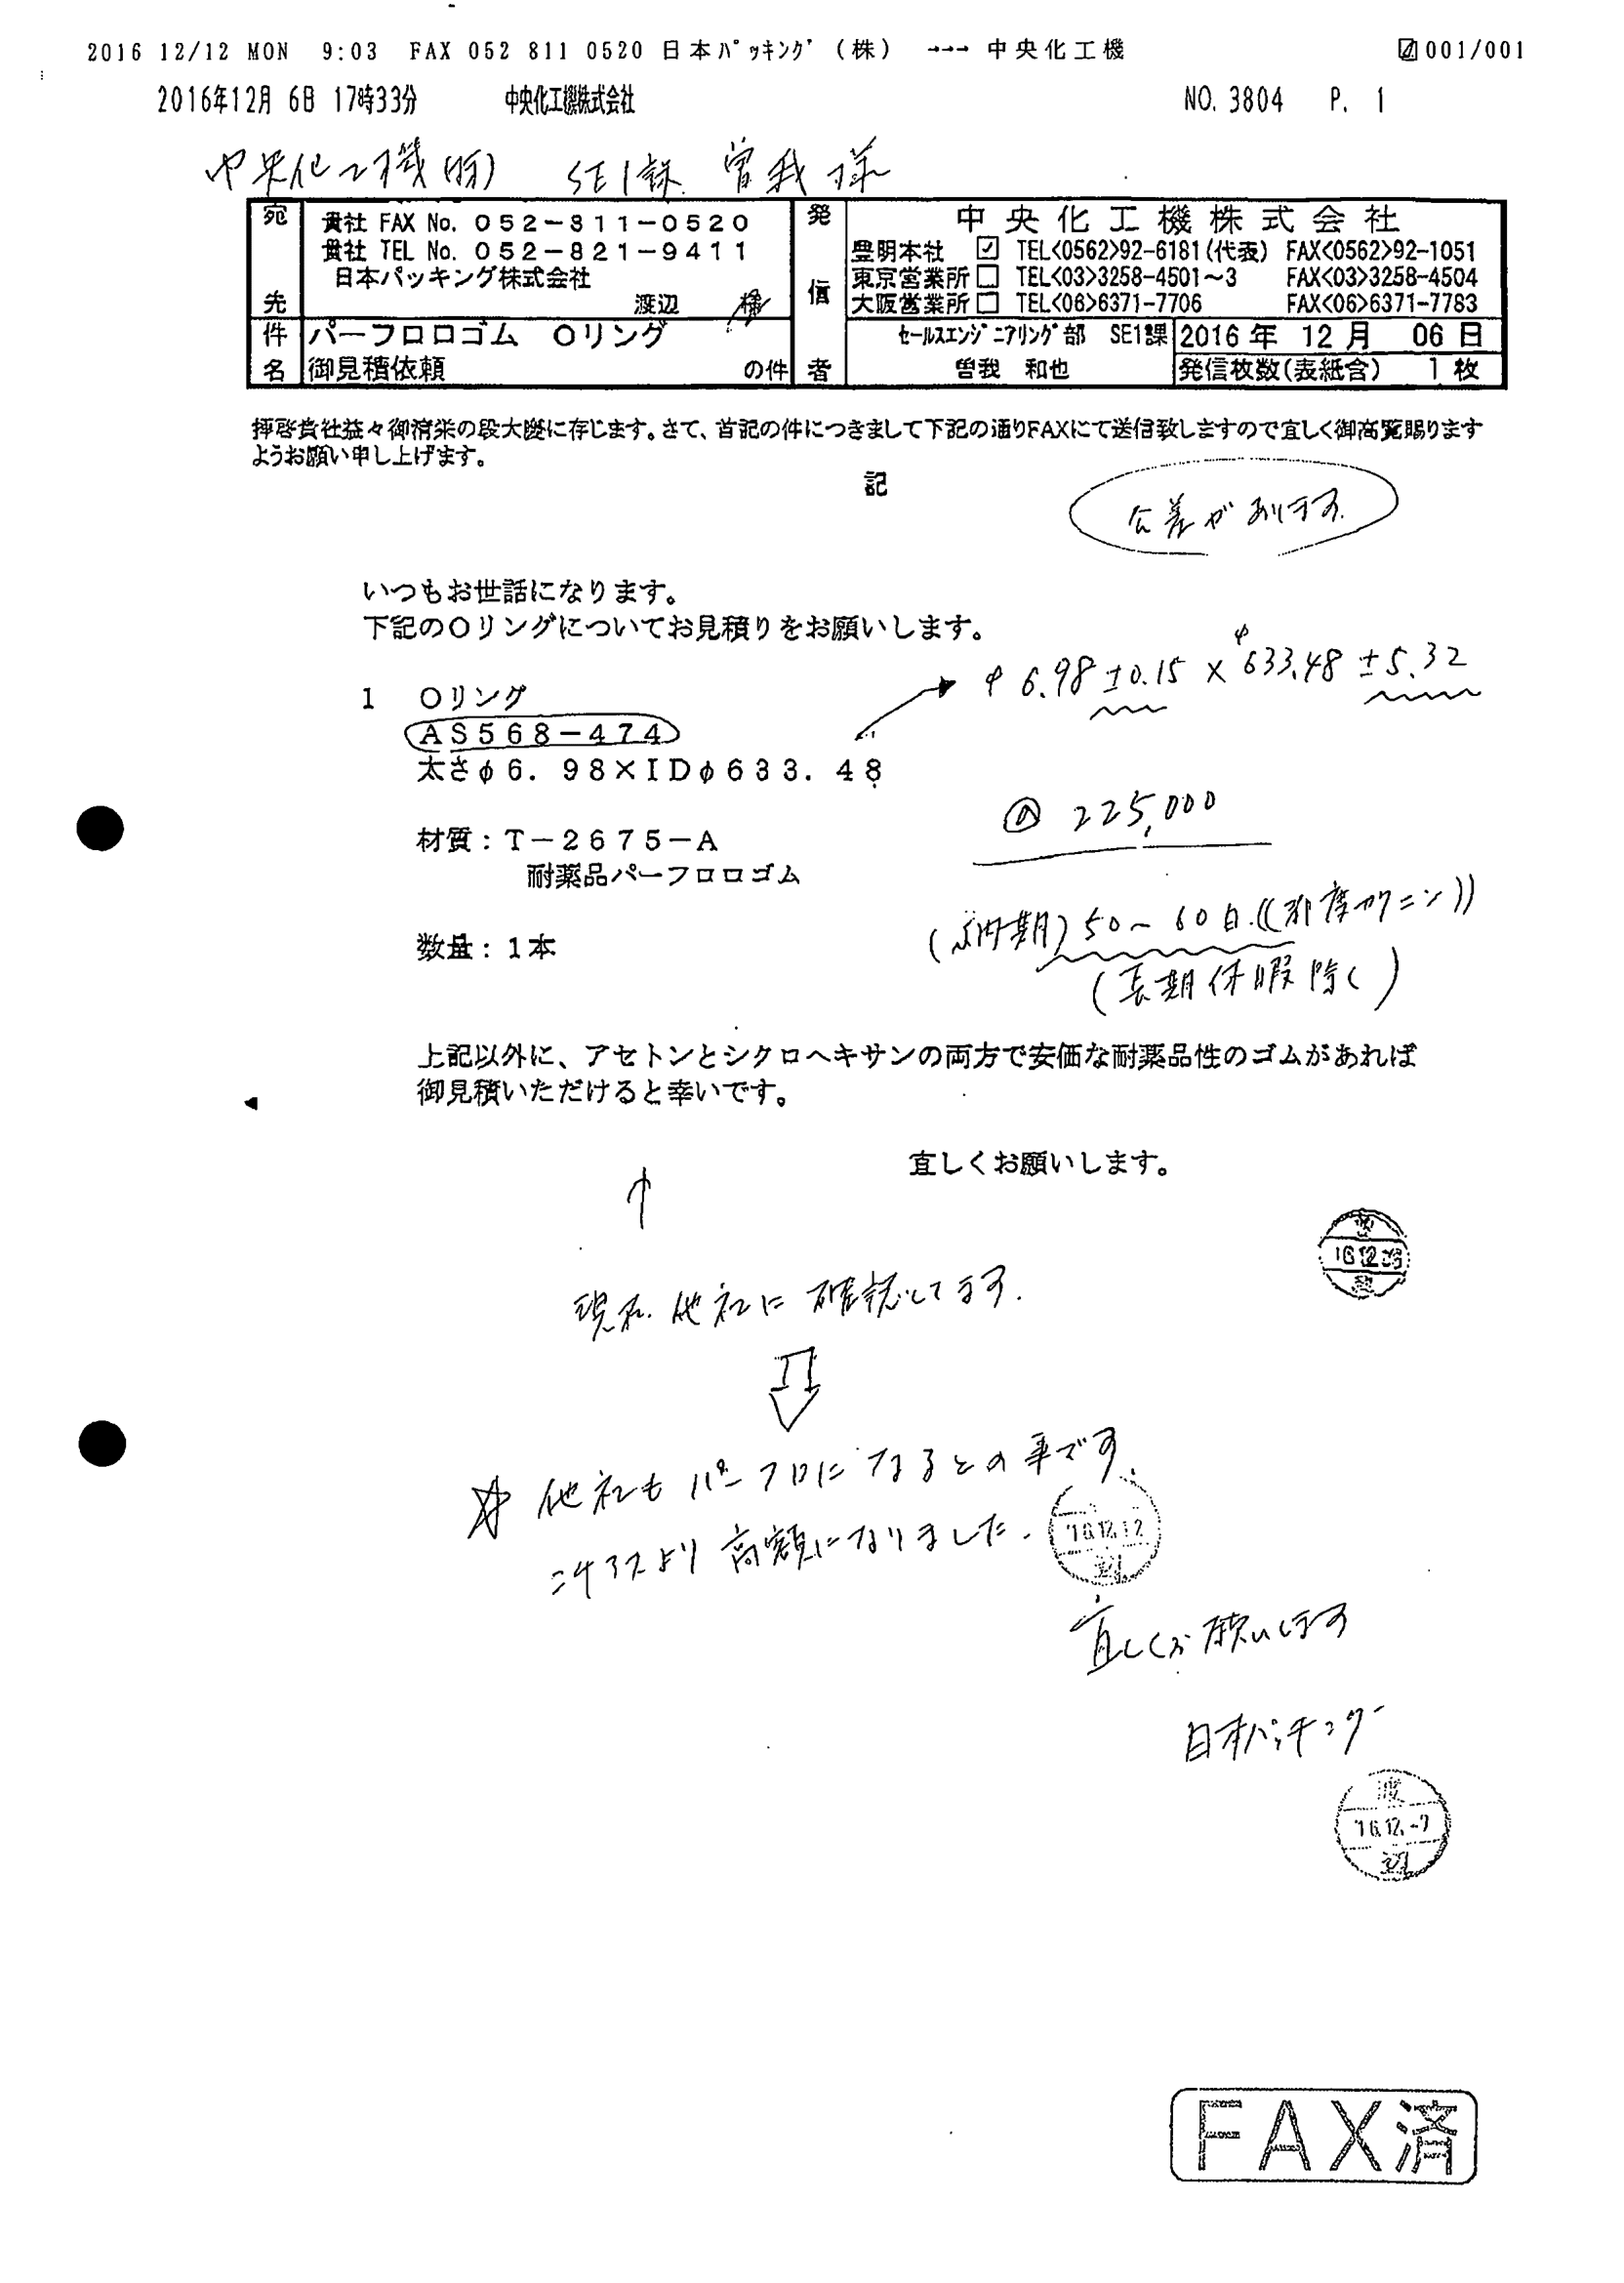 2016 12/12 MON 9:03 FAX 052 811 0520 日本ﾊﾟｯｷﾝｸﾞ(株) →→→ 中央化工機 001/001
2016年12月 6日 17時33分 中央化工機株式会社 NO. 3804 P. 1
中央化工機(株) SE1課 曽我様
宛先
貴社 FAX No. 052-811-0520
貴社 TEL No. 052-821-9411
日本パッキング株式会社
渡辺 様
発信者
中央化工機株式会社
豊明本社 ☑ TEL<0562>92-6181(代表) FAX<0562>92-1051
東京営業所 □ TEL<03>3258-4501~3 FAX<03>3258-4504
大阪営業所 □ TEL<06>6371-7706 FAX<06>6371-7783
件名
パーフロロゴム Oリング
御見積依頼 の件
ｾｰﾙｽｴﾝｼﾞﾆｱﾘﾝｸﾞ部 SE1課
曽我 和也
2016年 12月 06日
発信枚数(表紙含) 1枚
拝啓貴社益々御清栄の段大慶に存じます。さて、首記の件につきまして下記の通りFAXにて送信致しますので宜しく御高覧賜ります
ようお願い申し上げます。
記
公差があります.
いつもお世話になります。
下記のOリングについてお見積りをお願いします。
φ6.98±0.15×φ633.48±5.32
1 Oリング
AS568-474
太さφ6.98×IDφ633.48
@ 225,000
材質:T-2675-A
耐薬品パーフロロゴム
(納期)50~60日.((都度カクニン))
数量:1本
(長期休暇除く)
上記以外に、アセトンとシクロヘキサンの両方で安価な耐薬品性のゴムがあれば
御見積いただけると幸いです。
宜しくお願いします。
16.12.06
現在.他社に確認してます.
☆他社もパーフロになるとの事です.
16.12.12
より高額になりました.
宜しくお願いします
日本パッキング
渡
16.12.-7
FAX済